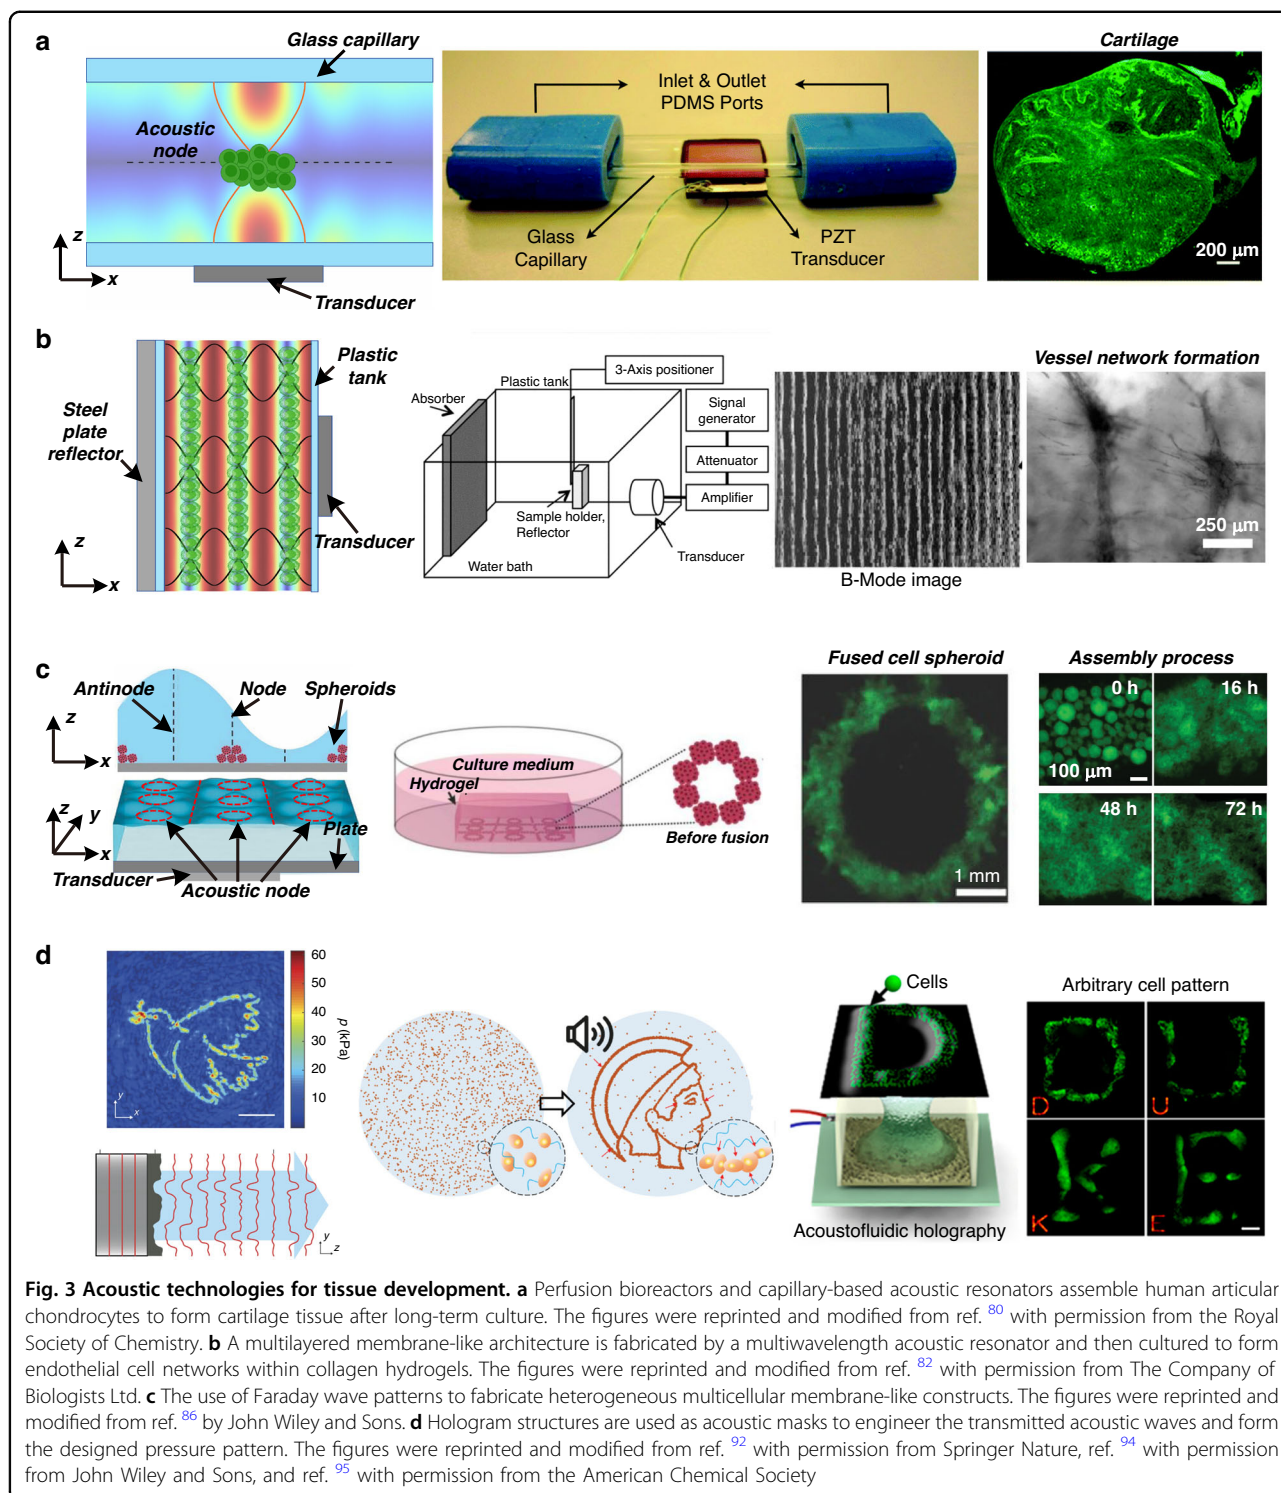 a
Glass capillary
Acoustic
node
z
x
Transducer
Inlet & Outlet
PDMS Ports
Glass
Capillary
PZT
Transducer
Cartilage
200 μm
b
Plastic
tank
Steel
plate
reflector
Transducer
z
x
Plastic tank
3-Axis positioner
Absorber
Signal
generator
Attenuator
Amplifier
Sample holder,
Reflector
Transducer
Water bath
B-Mode image
Vessel network formation
250 μm
c
Antinode
Node
Spheroids
z
x
z
y
x
Plate
Transducer
Acoustic node
Culture medium
Hydrogel
Before fusion
Fused cell spheroid
1 mm
Assembly process
0 h
16 h
100 μm
48 h
72 h
d
60
50
40
30
20
10
p (kPa)
y
x
y
z
Cells
Acoustofluidic holography
Arbitrary cell pattern
D
U
K
E
Fig. 3 Acoustic technologies for tissue development. a Perfusion bioreactors and capillary-based acoustic resonators assemble human articular
chondrocytes to form cartilage tissue after long-term culture. The figures were reprinted and modified from ref. 80 with permission from the Royal
Society of Chemistry. b A multilayered membrane-like architecture is fabricated by a multiwavelength acoustic resonator and then cultured to form
endothelial cell networks within collagen hydrogels. The figures were reprinted and modified from ref. 82 with permission from The Company of
Biologists Ltd. c The use of Faraday wave patterns to fabricate heterogeneous multicellular membrane-like constructs. The figures were reprinted and
modified from ref. 86 by John Wiley and Sons. d Hologram structures are used as acoustic masks to engineer the transmitted acoustic waves and form
the designed pressure pattern. The figures were reprinted and modified from ref. 92 with permission from Springer Nature, ref. 94 with permission
from John Wiley and Sons, and ref. 95 with permission from the American Chemical Society